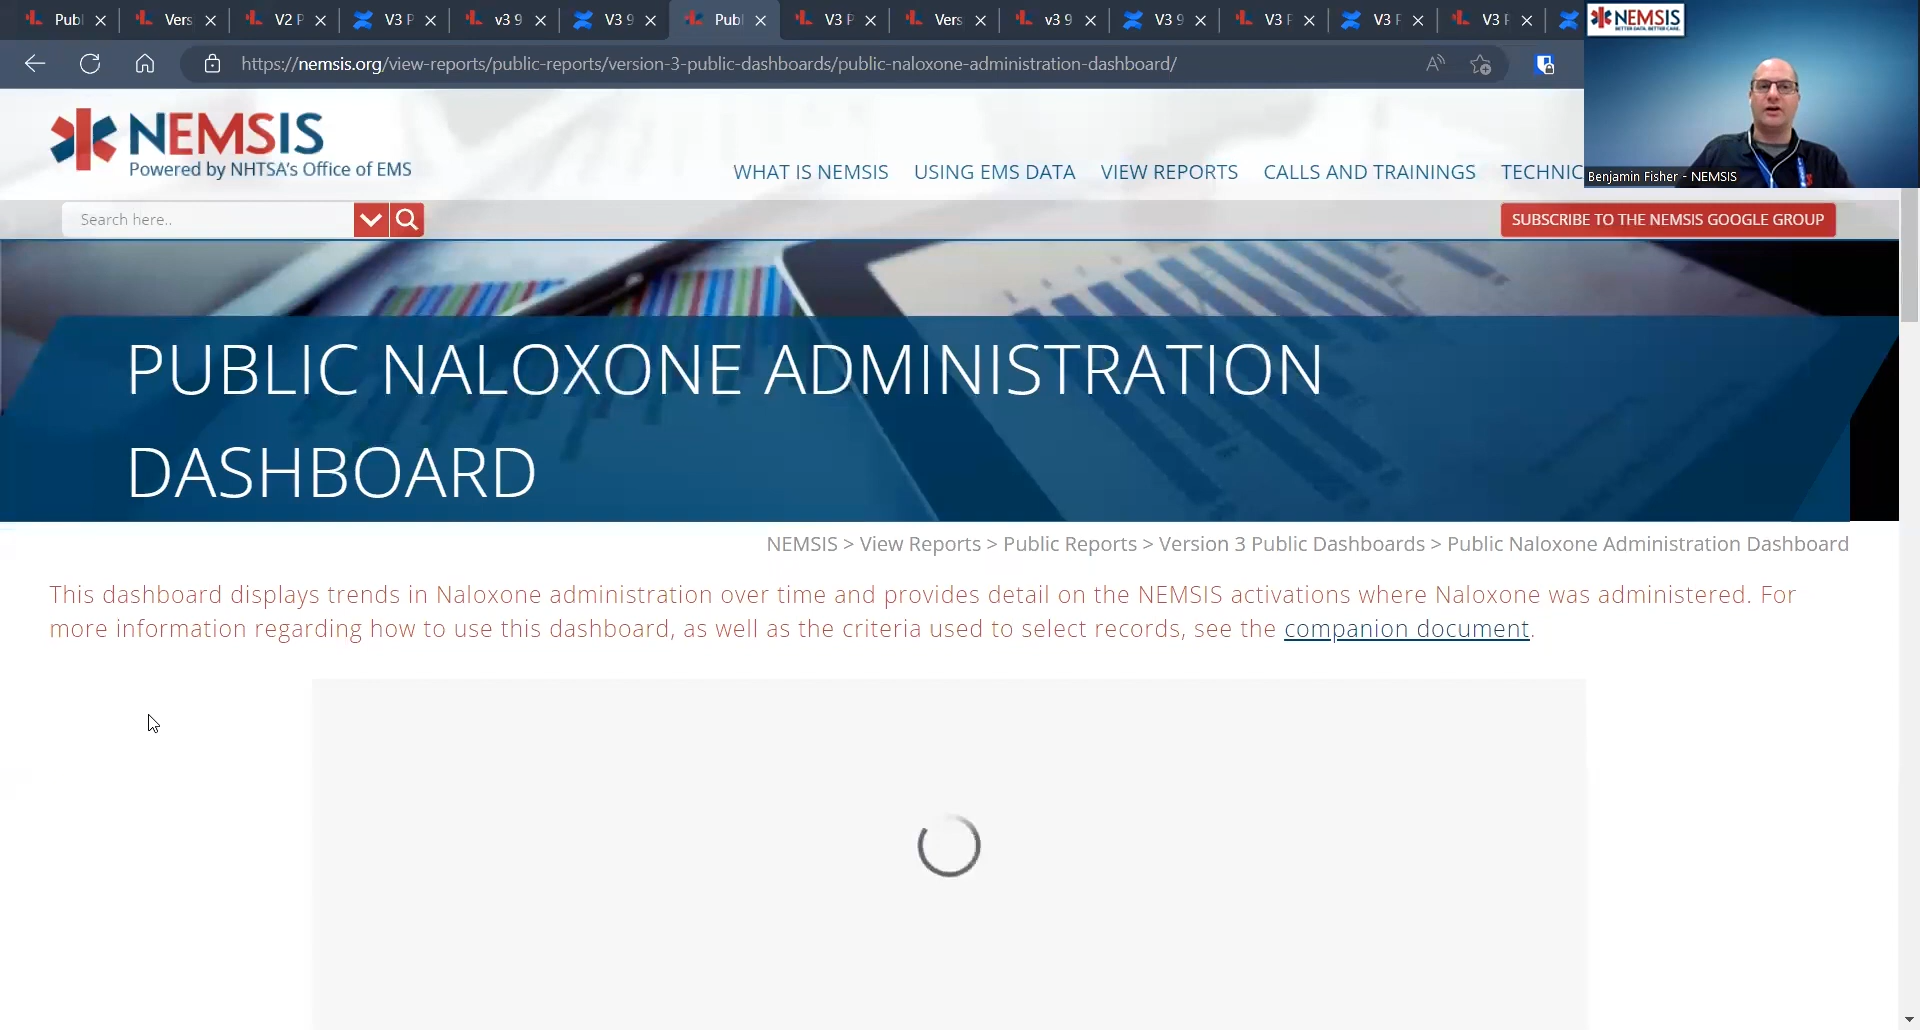 Publ
Vers
V2 P
V3 P
v3 9
V3 9
Publ
V3 P
Vers
v3 9
V3 9
V3 F
V3 F
V3 F
NEMSIS
BETTER DATA. BETTER CARE.
https://nemsis.org/view-reports/public-reports/version-3-public-dashboards/public-naloxone-administration-dashboard/
Benjamin Fisher - NEMSIS
NEMSIS
Powered by NHTSA's Office of EMS
WHAT IS NEMSIS USING EMS DATA VIEW REPORTS CALLS AND TRAININGS TECHNIC
Search here..
SUBSCRIBE TO THE NEMSIS GOOGLE GROUP
PUBLIC NALOXONE ADMINISTRATION
DASHBOARD
NEMSIS > View Reports > Public Reports > Version 3 Public Dashboards > Public Naloxone Administration Dashboard
This dashboard displays trends in Naloxone administration over time and provides detail on the NEMSIS activations where Naloxone was administered. For
more information regarding how to use this dashboard, as well as the criteria used to select records, see the companion document.